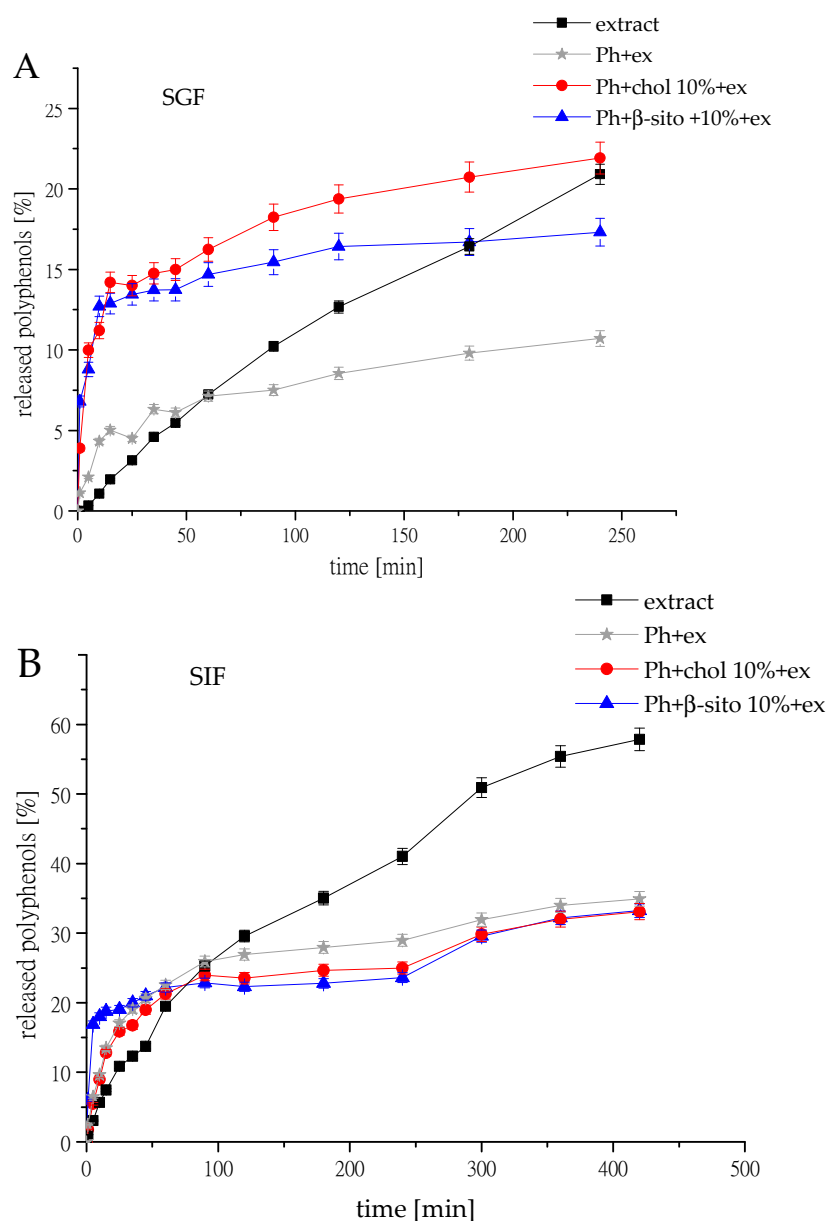 extract
Ph+ex
Ph+chol 10%+ex
Ph+β-sito +10%+ex
A
SGF
25
20
15
10
5
0
released polyphenols [%]
0 50 100 150 200 250
time [min]
extract
Ph+ex
Ph+chol 10%+ex
Ph+β-sito 10%+ex
B
SIF
60
50
40
30
20
10
0
released polyphenols [%]
0 100 200 300 400 500
time [min]